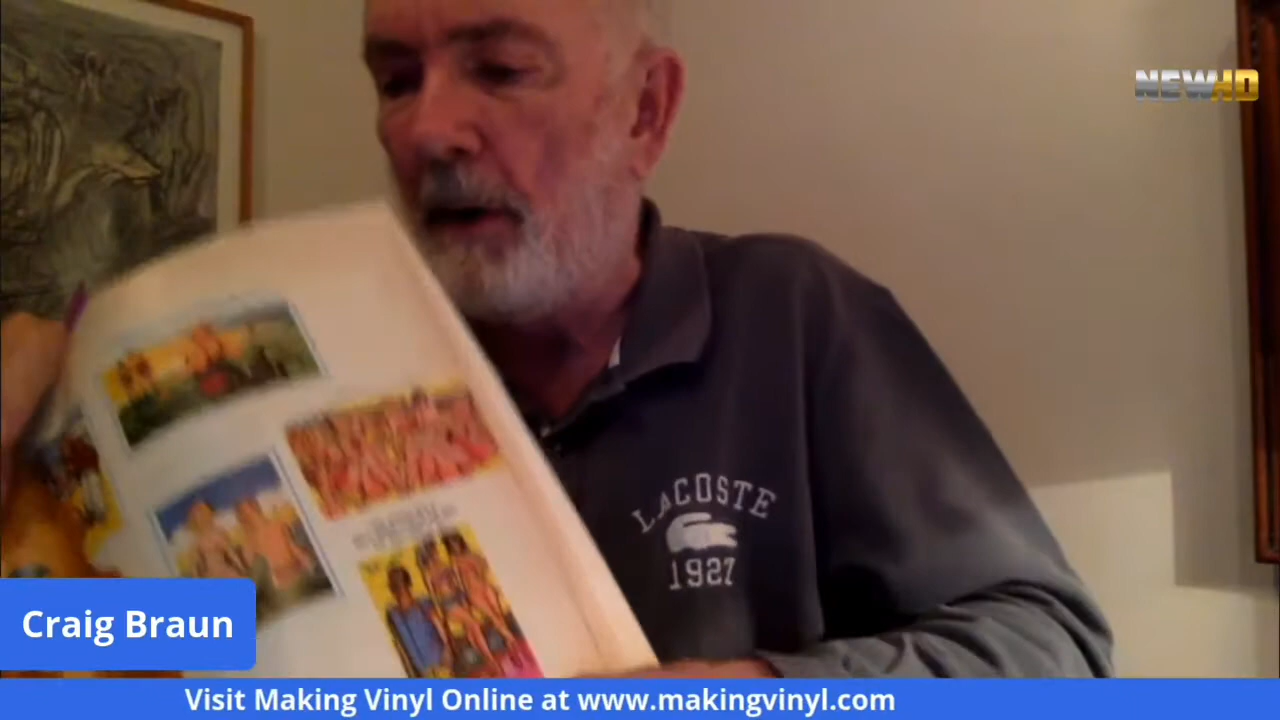 NEWHD
LACOSTE
1927
Craig Braun
Visit Making Vinyl Online at www.makingvinyl.com